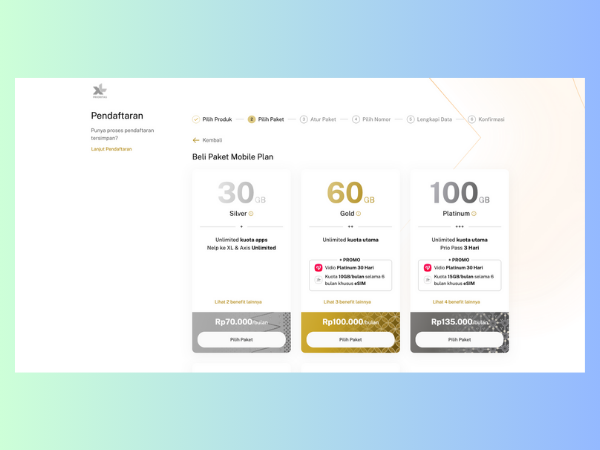 Pendaftaran
Punya proses pendaftaran
tersimpan?
Lanjut Pendaftaran
Pilih Produk
2 Pilih Paket
3 Atur Paket
4 Pilih Nomor
5 Lengkapi Data
6 Konfirmasi
← Kembali
Beli Paket Mobile Plan
30 GB
Silver
Unlimited kuota apps
Nelp ke XL & Axis Unlimited
Lihat 2 benefit lainnya
Rp70.000/bulan
Pilih Paket
60 GB
Gold
Unlimited kuota utama
+ PROMO
Vidio Platinum 30 Hari
Kuota 10GB/bulan selama 6
bulan khusus eSIM
Lihat 3 benefit lainnya
Rp100.000/bulan
Pilih Paket
100 GB
Platinum
Unlimited kuota utama
Prio Pass 3 Hari
+ PROMO
Vidio Platinum 30 Hari
Kuota 15GB/bulan selama 6
bulan khusus eSIM
Lihat 4 benefit lainnya
Rp135.000/bulan
Pilih Paket